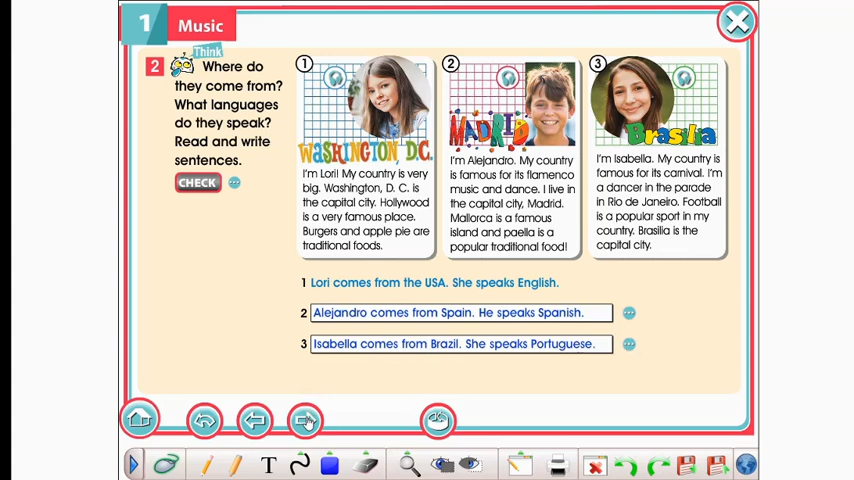 1 Music
Think
2 Where do
they come from?
What languages
do they speak?
Read and write
sentences.
CHECK
1
WASHINGTON, D.C.
I'm Lori! My country is very
big. Washington, D. C. is
the capital city. Hollywood
is a very famous place.
Burgers and apple pie are
traditional foods.
2
MADRID
I'm Alejandro. My country
is famous for its flamenco
music and dance. I live in
the capital city, Madrid.
Mallorca is a famous
island and paella is a
popular traditional food!
3
Brasilia
I'm Isabella. My country is
famous for its carnival. I'm
a dancer in the parade
in Rio de Janeiro. Football
is a popular sport in my
country. Brasilia is the
capital city.
1 Lori comes from the USA. She speaks English.
2 Alejandro comes from Spain. He speaks Spanish.
3 Isabella comes from Brazil. She speaks Portuguese.
T